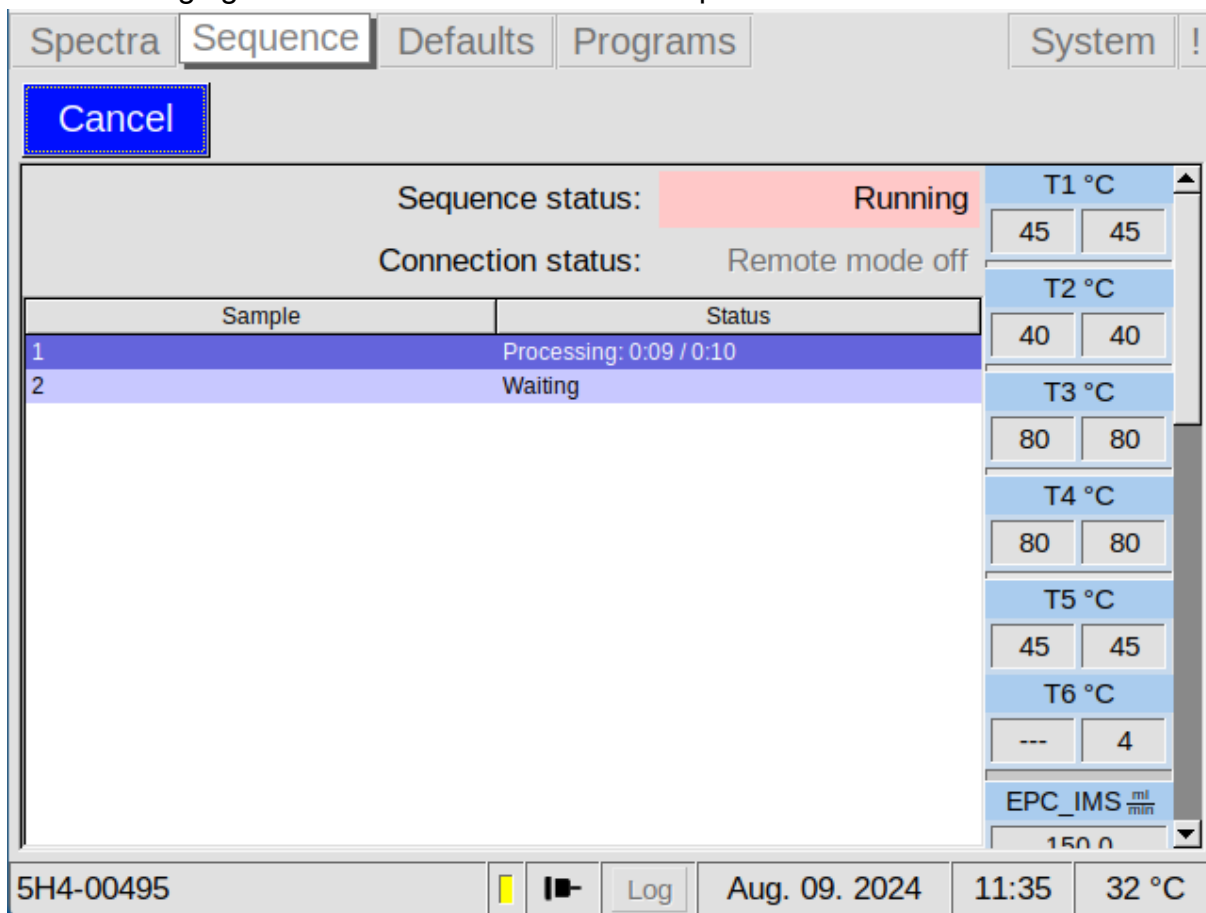 Spectra Sequence Defaults Programs System !
Cancel
Sequence status: Running
Connection status: Remote mode off
Sample Status
1 Processing: 0:09 / 0:10
2 Waiting
T1 °C
45 45
T2 °C
40 40
T3 °C
80 80
T4 °C
80 80
T5 °C
45 45
T6 °C
--- 4
EPC_IMS ml/min
150.0
5H4-00495 Log Aug. 09. 2024 11:35 32 °C